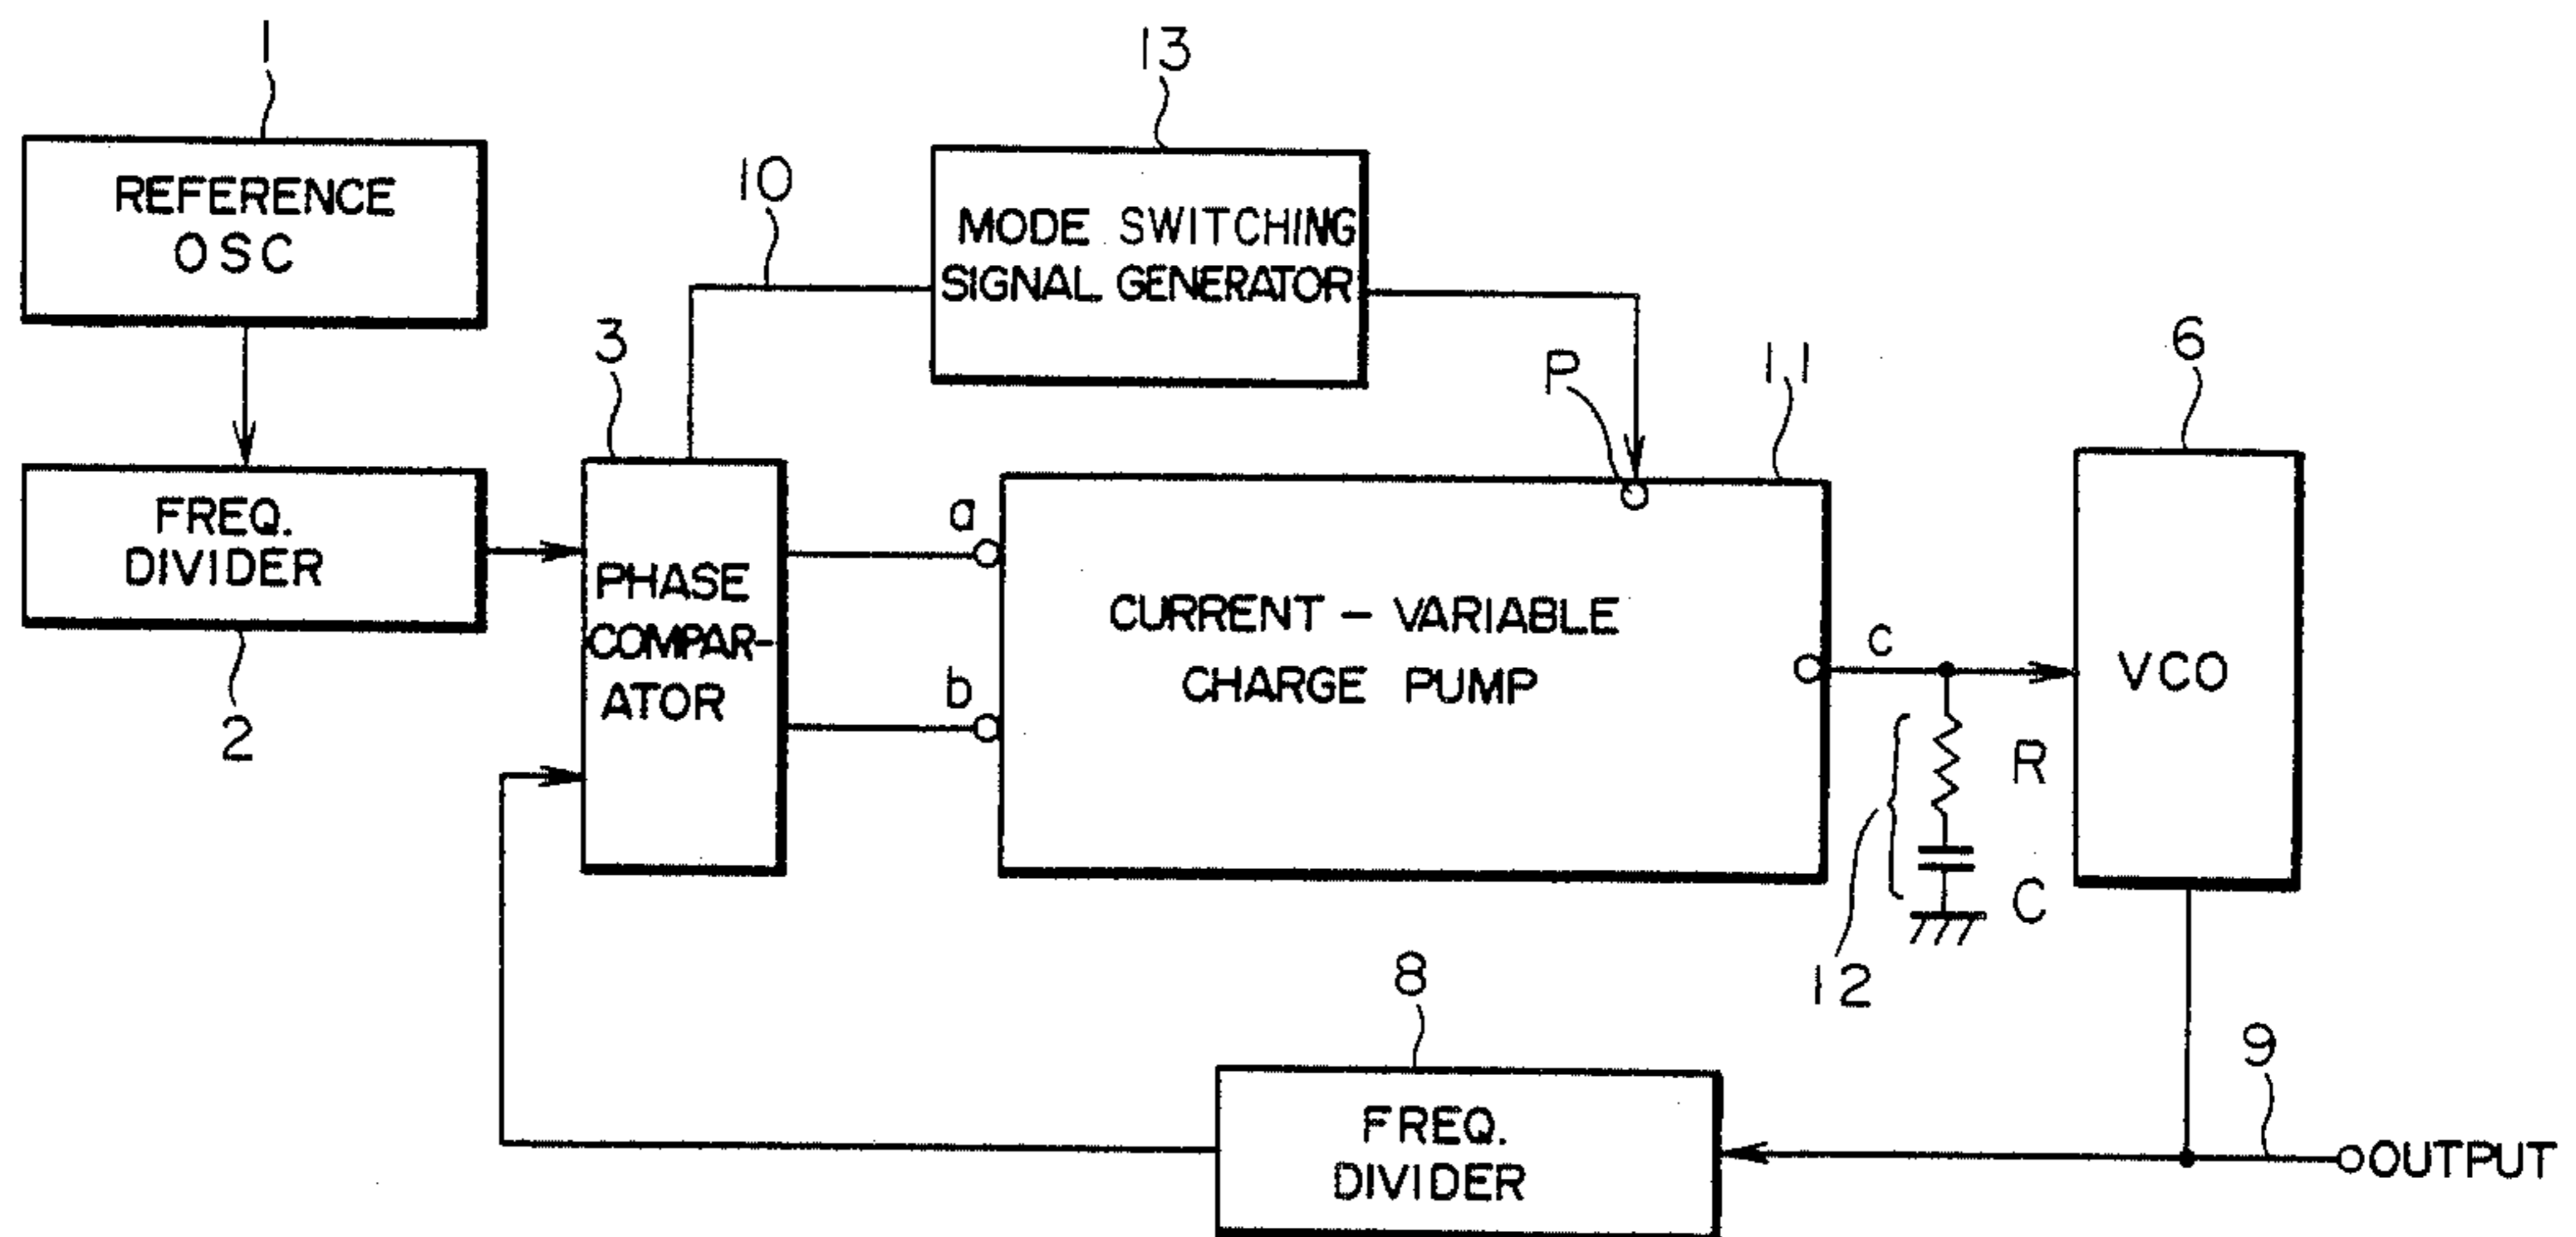 1
REFERENCE
OSC
13
MODE SWITCHING
SIGNAL GENERATOR
10
3
P
11
6
FREQ.
DIVIDER
2
PHASE
COMPAR-
ATOR
a
b
CURRENT - VARIABLE
CHARGE PUMP
c
VCO
R
C
12
8
FREQ.
DIVIDER
9
OUTPUT